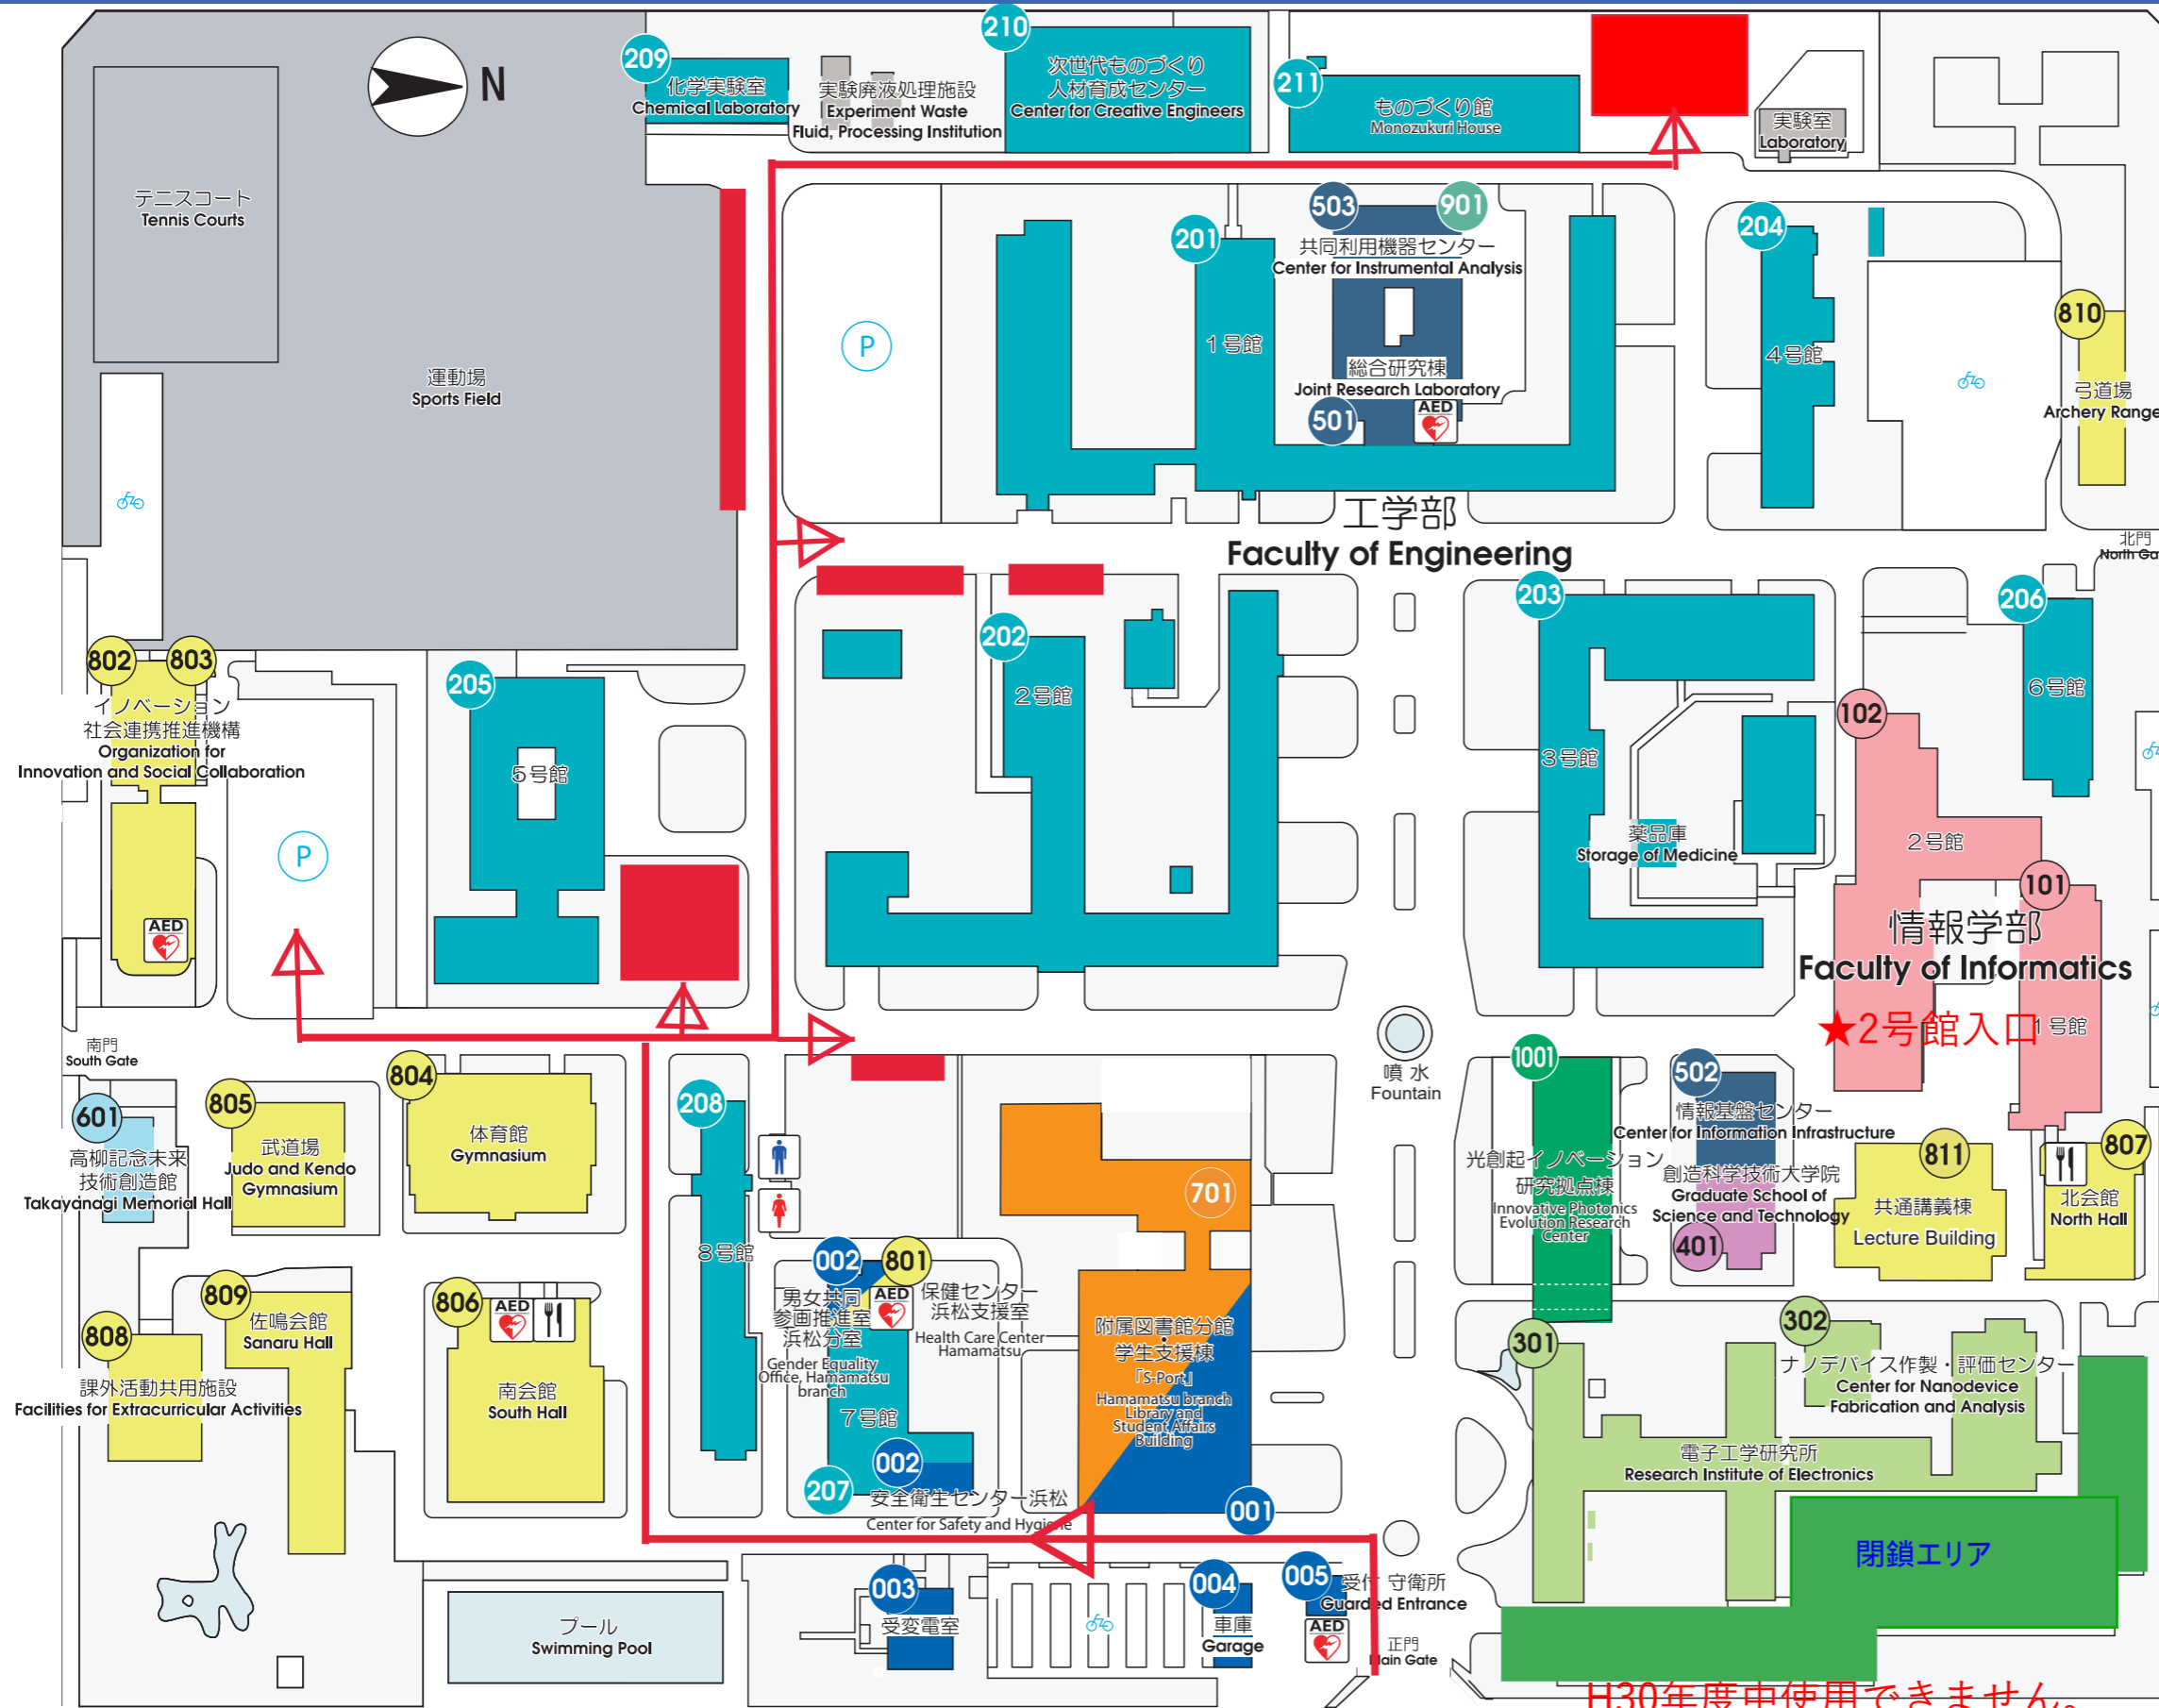 N
209
化学実験室
Chemical Laboratory
実験廃液処理施設
Experiment Waste
Fluid, Processing Institution
210
次世代ものづくり
人材育成センター
Center for Creative Engineers
211
ものづくり館
Monozukuri House
実験室
Laboratory
テニスコート
Tennis Courts
運動場
Sports Field
P
201
1号館
503
901
共同利用機器センター
Center for Instrumental Analysis
総合研究棟
Joint Research Laboratory
501
AED
204
4号館
810
弓道場
Archery Range
工学部
Faculty of Engineering
北門
North Ga
802
803
イノベーション
社会連携推進機構
Organization for
Innovation and Social Collaboration
AED
P
205
5号館
202
2号館
203
3号館
薬品庫
Storage of Medicine
206
6号館
102
2号館
101
情報学部
Faculty of Informatics
★2号館入口
1号館
南門
South Gate
601
高柳記念未来
技術創造館
Takayanagi Memorial Hall
805
武道場
Judo and Kendo
Gymnasium
804
体育館
Gymnasium
208
8号館
噴水
Fountain
1001
光創起イノベーション
研究拠点棟
Innovative Photonics
Evolution Research
Center
502
情報基盤センター
Center for Information Infrastructure
創造科学技術大学院
Graduate School of
Science and Technology
401
811
共通講義棟
Lecture Building
807
北会館
North Hall
701
002
801
男女共同
参画推進室
浜松分室
Gender Equality
Office, Hamamatsu
branch
AED
保健センター
浜松支援室
Health Care Center
Hamamatsu
7号館
附属図書館分館
・
学生支援棟
「S-Port」
Hamamatsu branch
Library and
Student Affairs
Building
002
207
安全衛生センター浜松
Center for Safety and Hygiene
001
808
課外活動共用施設
Facilities for Extracurricular Activities
809
佐鳴会館
Sanaru Hall
806
AED
南会館
South Hall
301
302
ナノデバイス作製・評価センター
Center for Nanodevice
Fabrication and Analysis
電子工学研究所
Research Institute of Electronics
閉鎖エリア
プール
Swimming Pool
003
受変電室
004
車庫
Garage
005
受付 守衛所
Guarded Entrance
AED
正門
Main Gate
H30年度中使用できません。